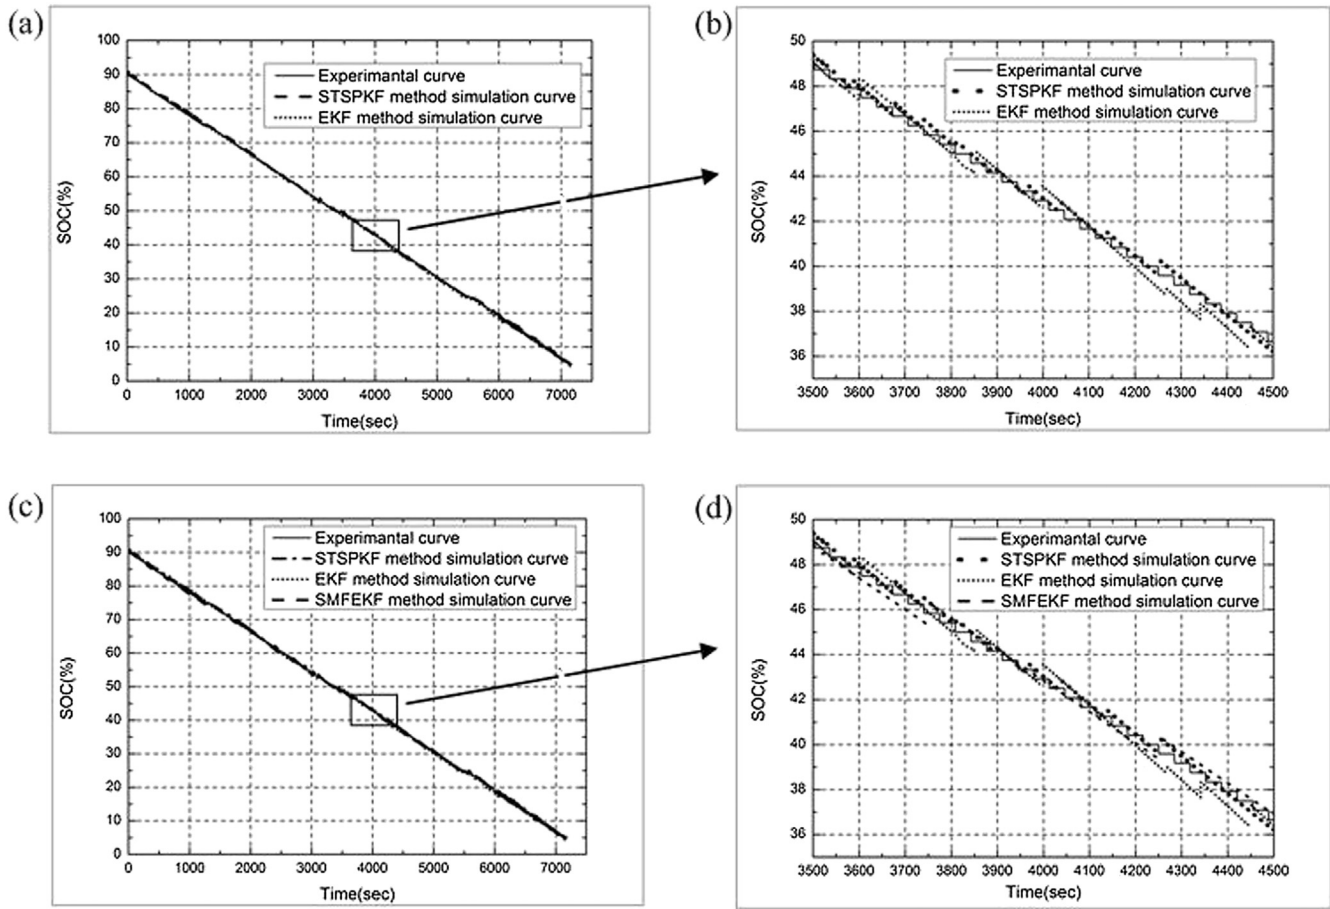 (a)
100
90
80
70
60
50
40
30
20
10
0
SOC(%)
Experimantal curve
STSPKF method simulation curve
EKF method simulation curve
0 1000 2000 3000 4000 5000 6000 7000
Time(sec)
(b)
50
48
46
44
42
40
38
36
SOC(%)
Experimantal curve
STSPKF method simulation curve
EKF method simulation curve
3500 3600 3700 3800 3900 4000 4100 4200 4300 4400 4500
Time(sec)
(c)
100
90
80
70
60
50
40
30
20
10
0
SOC(%)
Experimantal curve
STSPKF method simulation curve
EKF method simulation curve
SMFEKF method simulation curve
0 1000 2000 3000 4000 5000 6000 7000
Time(sec)
(d)
50
48
46
44
42
40
38
36
SOC(%)
Experimantal curve
STSPKF method simulation curve
EKF method simulation curve
SMFEKF method simulation curve
3500 3600 3700 3800 3900 4000 4100 4200 4300 4400 4500
Time(sec)